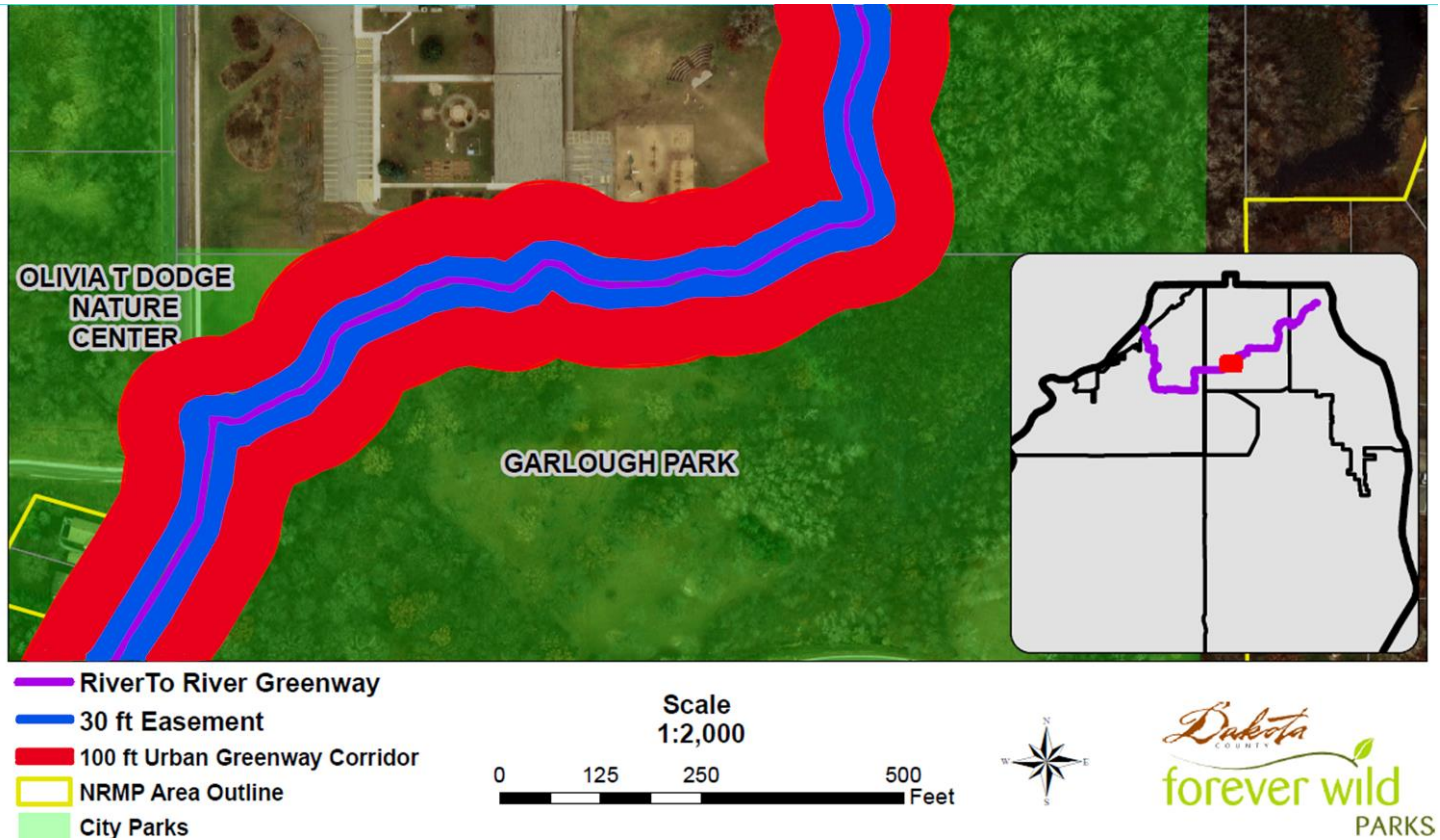 OLIVIA T DODGE
NATURE
CENTER
GARLOUGH PARK
RiverTo River Greenway
30 ft Easement
100 ft Urban Greenway Corridor
NRMP Area Outline
City Parks
Scale
1:2,000
0 125 250 500
Feet
N
W E
S
Dakota
COUNTY
forever wild
PARKS